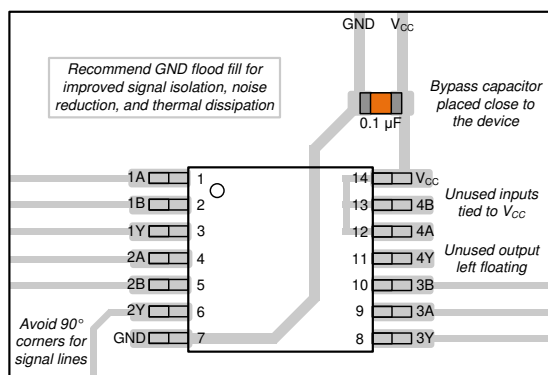 GND VCC
Recommend GND flood fill for
improved signal isolation, noise
reduction, and thermal dissipation
Bypass capacitor
placed close to
the device
0.1 µF
1A 1 14 VCC
1B 2 13 4B
1Y 3 12 4A
2A 4 11 4Y
2B 5 10 3B
2Y 6 9 3A
GND 7 8 3Y
Unused inputs
tied to VCC
Unused output
left floating
Avoid 90°
corners for
signal lines